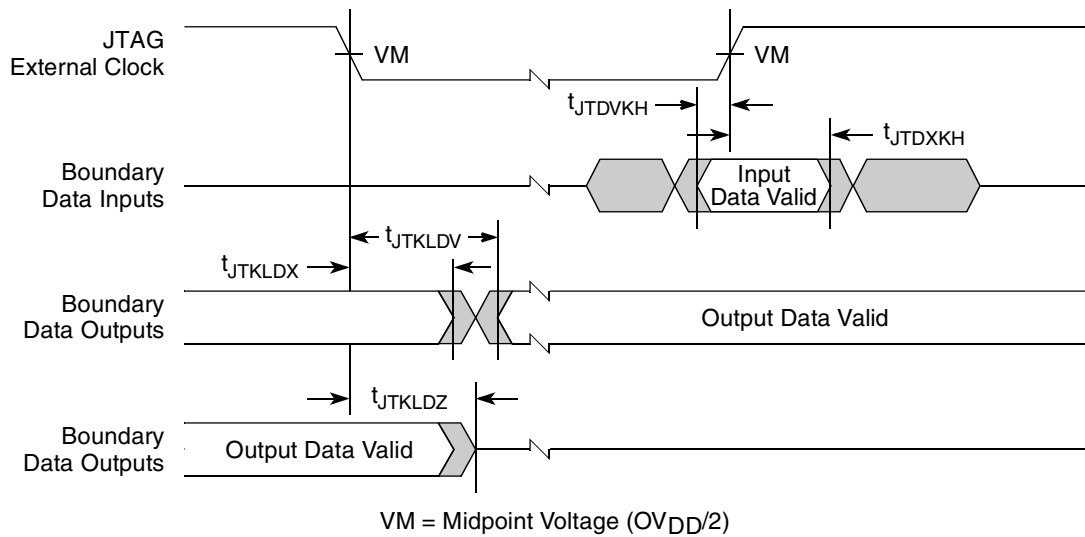 JTAG
External Clock
VM
VM
tJTDVKH
tJTDXKH
Boundary
Data Inputs
Input
Data Valid
tJTKLDV
tJTKLDX
Boundary
Data Outputs
Output Data Valid
tJTKLDZ
Boundary
Data Outputs
Output Data Valid
VM = Midpoint Voltage (OVDD/2)